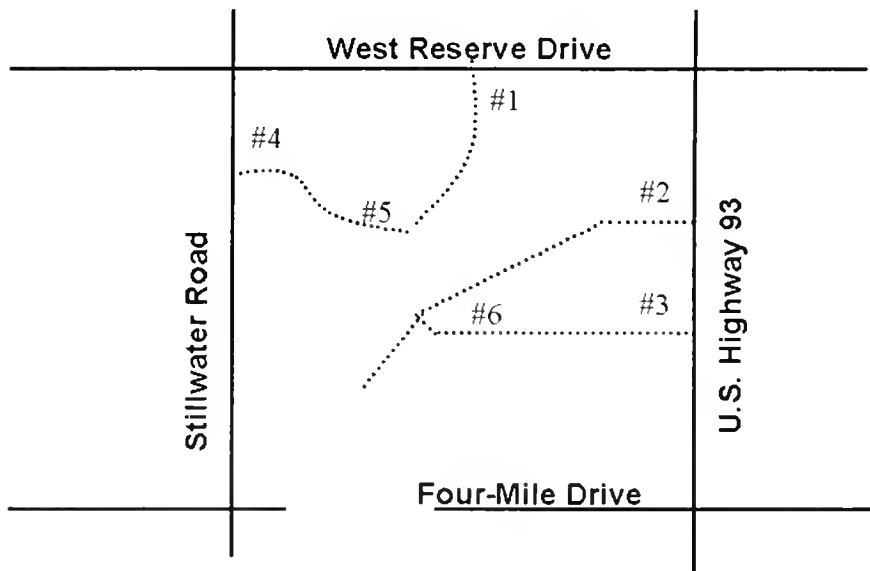 West Reserve Drive
#1
#4
#2
#5
Stillwater Road
U.S. Highway 93
#6
#3
Four-Mile Drive